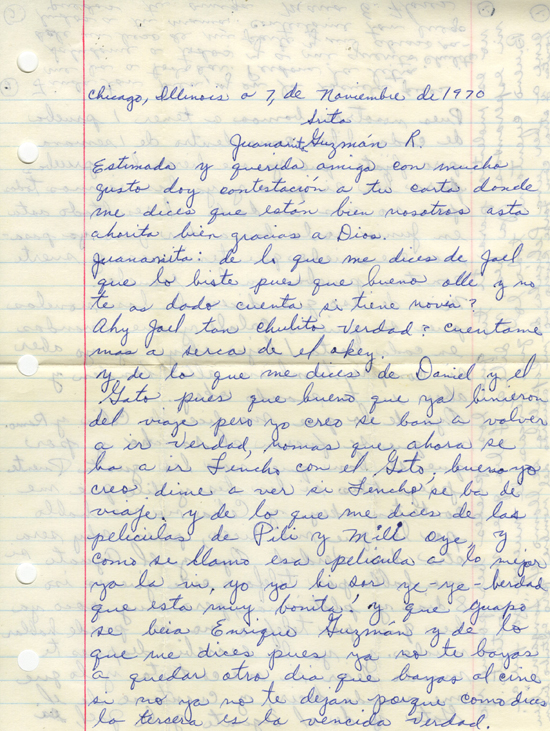 Chicago, Illinois a 7, de Noviembre de 1970
Srita
Juananita Guzmán R.
Estimada y querida amiga con mucho
gusto doy contestación a tu carta donde
me dices que están bien nosotros asta
ahorita bien gracias a Dios.
Juananita: de lo que me dices de Jael
que lo biste pues que bueno olle y no
te as dado cuenta si tiene novia?
Ahy Jael tan chulito verdad? cuentame
mas a serca de el okey.
y de lo que me dices de Daniel y el
Gato pues que bueno que ya binieron
del viaje pero yo creo se ban a volver
a ir verdad, nomas que ahora se
ba a ir Fencho con el Gato, bueno yo
creo dime a ver si Fencho se ba de
viaje. y de lo que me dices de las
peliculas de Pili y Mill oye y
como se llamo esa pelicula a lo mejor
ya la vi, yo ya bi Sor ye-ye-berdad
que esta muy bonita! y que guapo
se beia Enrique Guzmán y de lo
que me dices pues ya no te bayas
a quedar otro dia que bayas al cine
si no ya no te dejan porque como dices
la tercera es la vencida verdad.